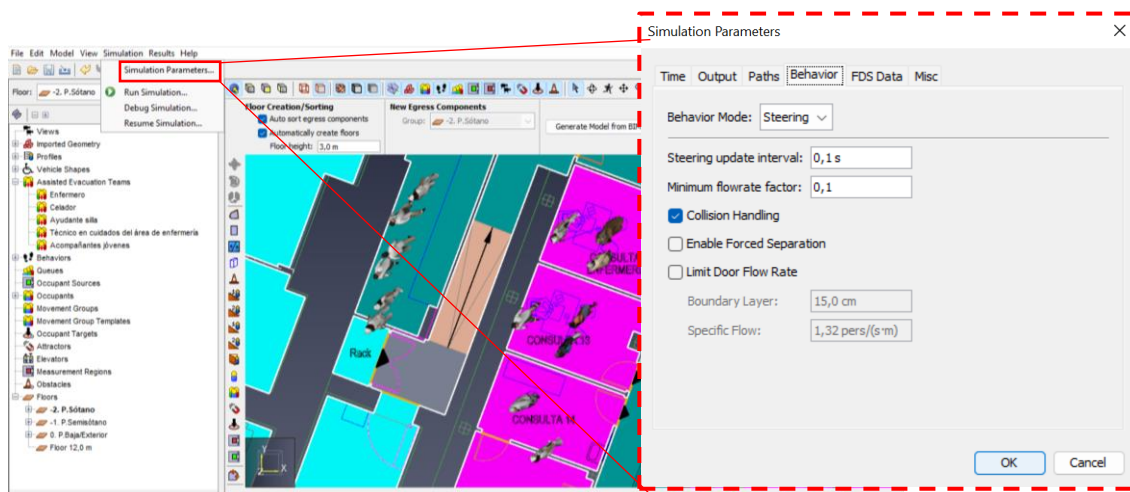 File Edit Model View Simulation Results Help
Simulation Parameters...
Run Simulation...
Debug Simulation...
Resume Simulation...
Floor: -2. P.Sótano
Views
Imported Geometry
Profiles
Vehicle Shapes
Assisted Evacuation Teams
Enfermero
Celador
Ayudante silla
Técnico en cuidados del área de enfermería
Acompañantes jóvenes
Behaviors
Queues
Occupant Sources
Occupants
Movement Groups
Movement Group Templates
Occupant Targets
Attractors
Elevators
Measurement Regions
Obstacles
Floors
-2. P.Sótano
-1. P.Semisótano
0. P.Baja/Exterior
Floor 12,0 m
Floor Creation/Sorting
Auto sort egress components
Automatically create floors
Floor height: 3,0 m
New Egress Components
Group: -2. P.Sótano
Generate Model from BI
Rack
CONSULTA 13
CONSULTA 14
Y
Z X
Simulation Parameters
Time Output Paths Behavior FDS Data Misc
Behavior Mode: Steering
Steering update interval: 0,1 s
Minimum flowrate factor: 0,1
Collision Handling
Enable Forced Separation
Limit Door Flow Rate
Boundary Layer: 15,0 cm
Specific Flow: 1,32 pers/(s·m)
OK Cancel